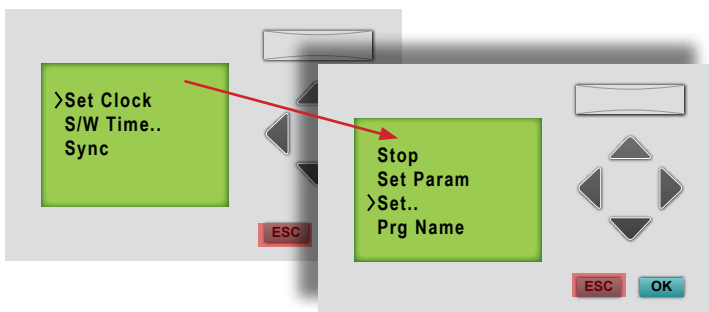 >Set Clock
S/W Time..
Sync
ESC
Stop
Set Param
>Set..
Prg Name
ESC OK